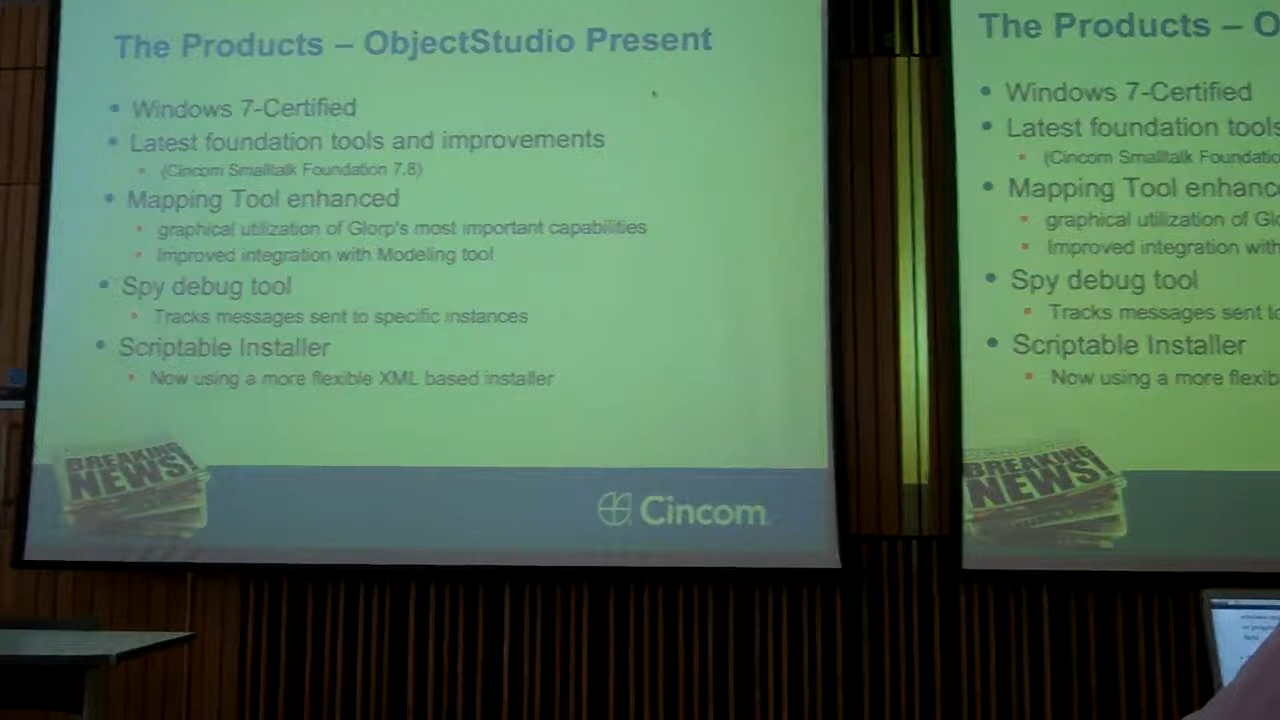 The Products – ObjectStudio Present
Windows 7-Certified
Latest foundation tools and improvements
(Cincom Smalltalk Foundation 7.8)
Mapping Tool enhanced
graphical utilization of Glorp's most important capabilities
Improved integration with Modeling tool
Spy debug tool
Tracks messages sent to specific instances
Scriptable Installer
Now using a more flexible XML based installer
BREAKING
NEWS!
Cincom
The Products – O
Windows 7-Certified
Latest foundation tools
(Cincom Smalltalk Foundatio
Mapping Tool enhanc
graphical utilization of Glo
Improved integration with
Spy debug tool
Tracks messages sent to
Scriptable Installer
Now using a more flexib
BREAKING
NEWS!